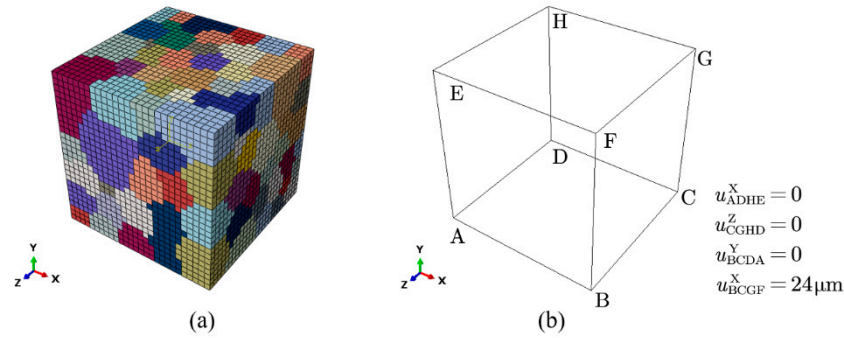 H
G
E
F
D
C
A
B
u^X_ADHE = 0
u^Z_CGHD = 0
u^Y_BCDA = 0
u^X_BCGF = 24μm
Y
Z X
Y
Z X
(a)
(b)